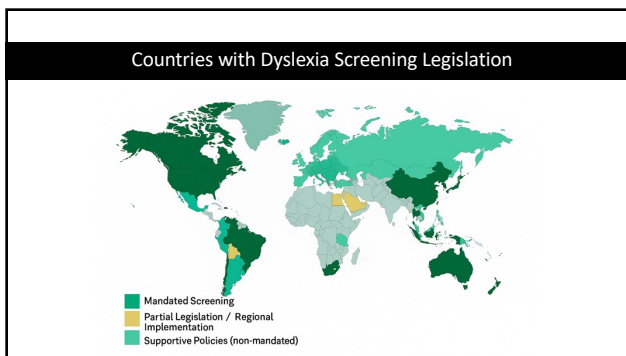 Countries with Dyslexia Screening Legislation
Mandated Screening
Partial Legislation / Regional
Implementation
Supportive Policies (non-mandated)